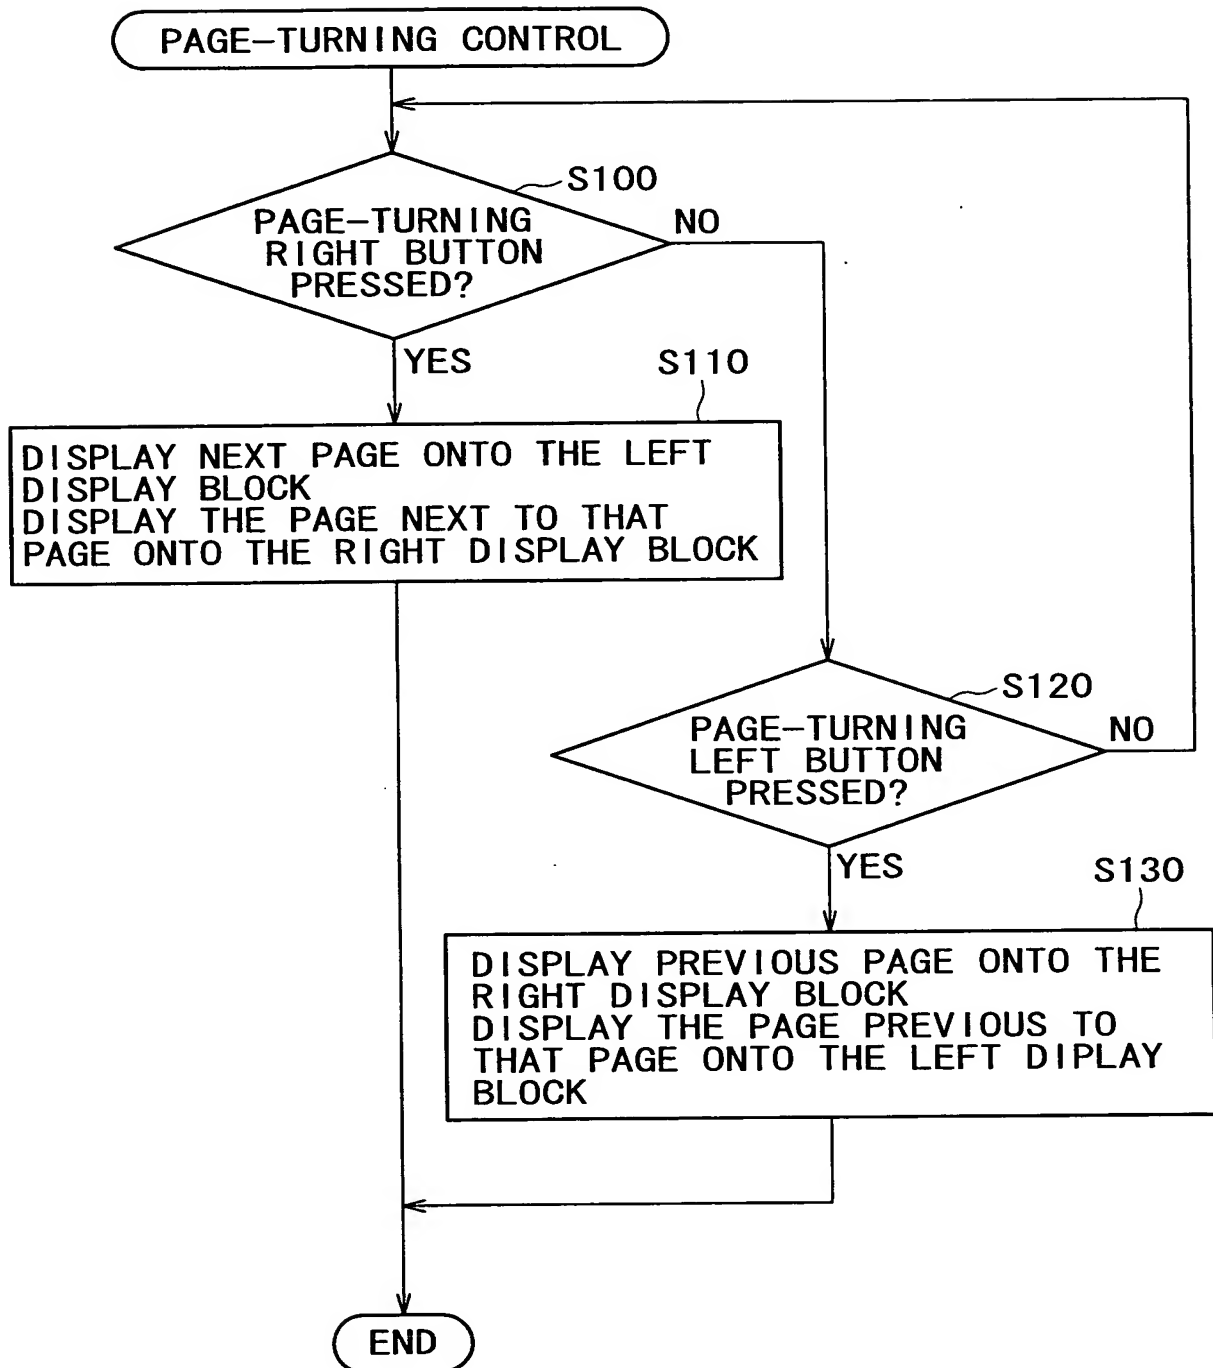 PAGE-TURNING CONTROL
S100
PAGE-TURNING
RIGHT BUTTON
PRESSED?
NO
YES
S110
DISPLAY NEXT PAGE ONTO THE LEFT
DISPLAY BLOCK
DISPLAY THE PAGE NEXT TO THAT
PAGE ONTO THE RIGHT DISPLAY BLOCK
S120
PAGE-TURNING
LEFT BUTTON
PRESSED?
NO
YES
S130
DISPLAY PREVIOUS PAGE ONTO THE
RIGHT DISPLAY BLOCK
DISPLAY THE PAGE PREVIOUS TO
THAT PAGE ONTO THE LEFT DIPLAY
BLOCK
END